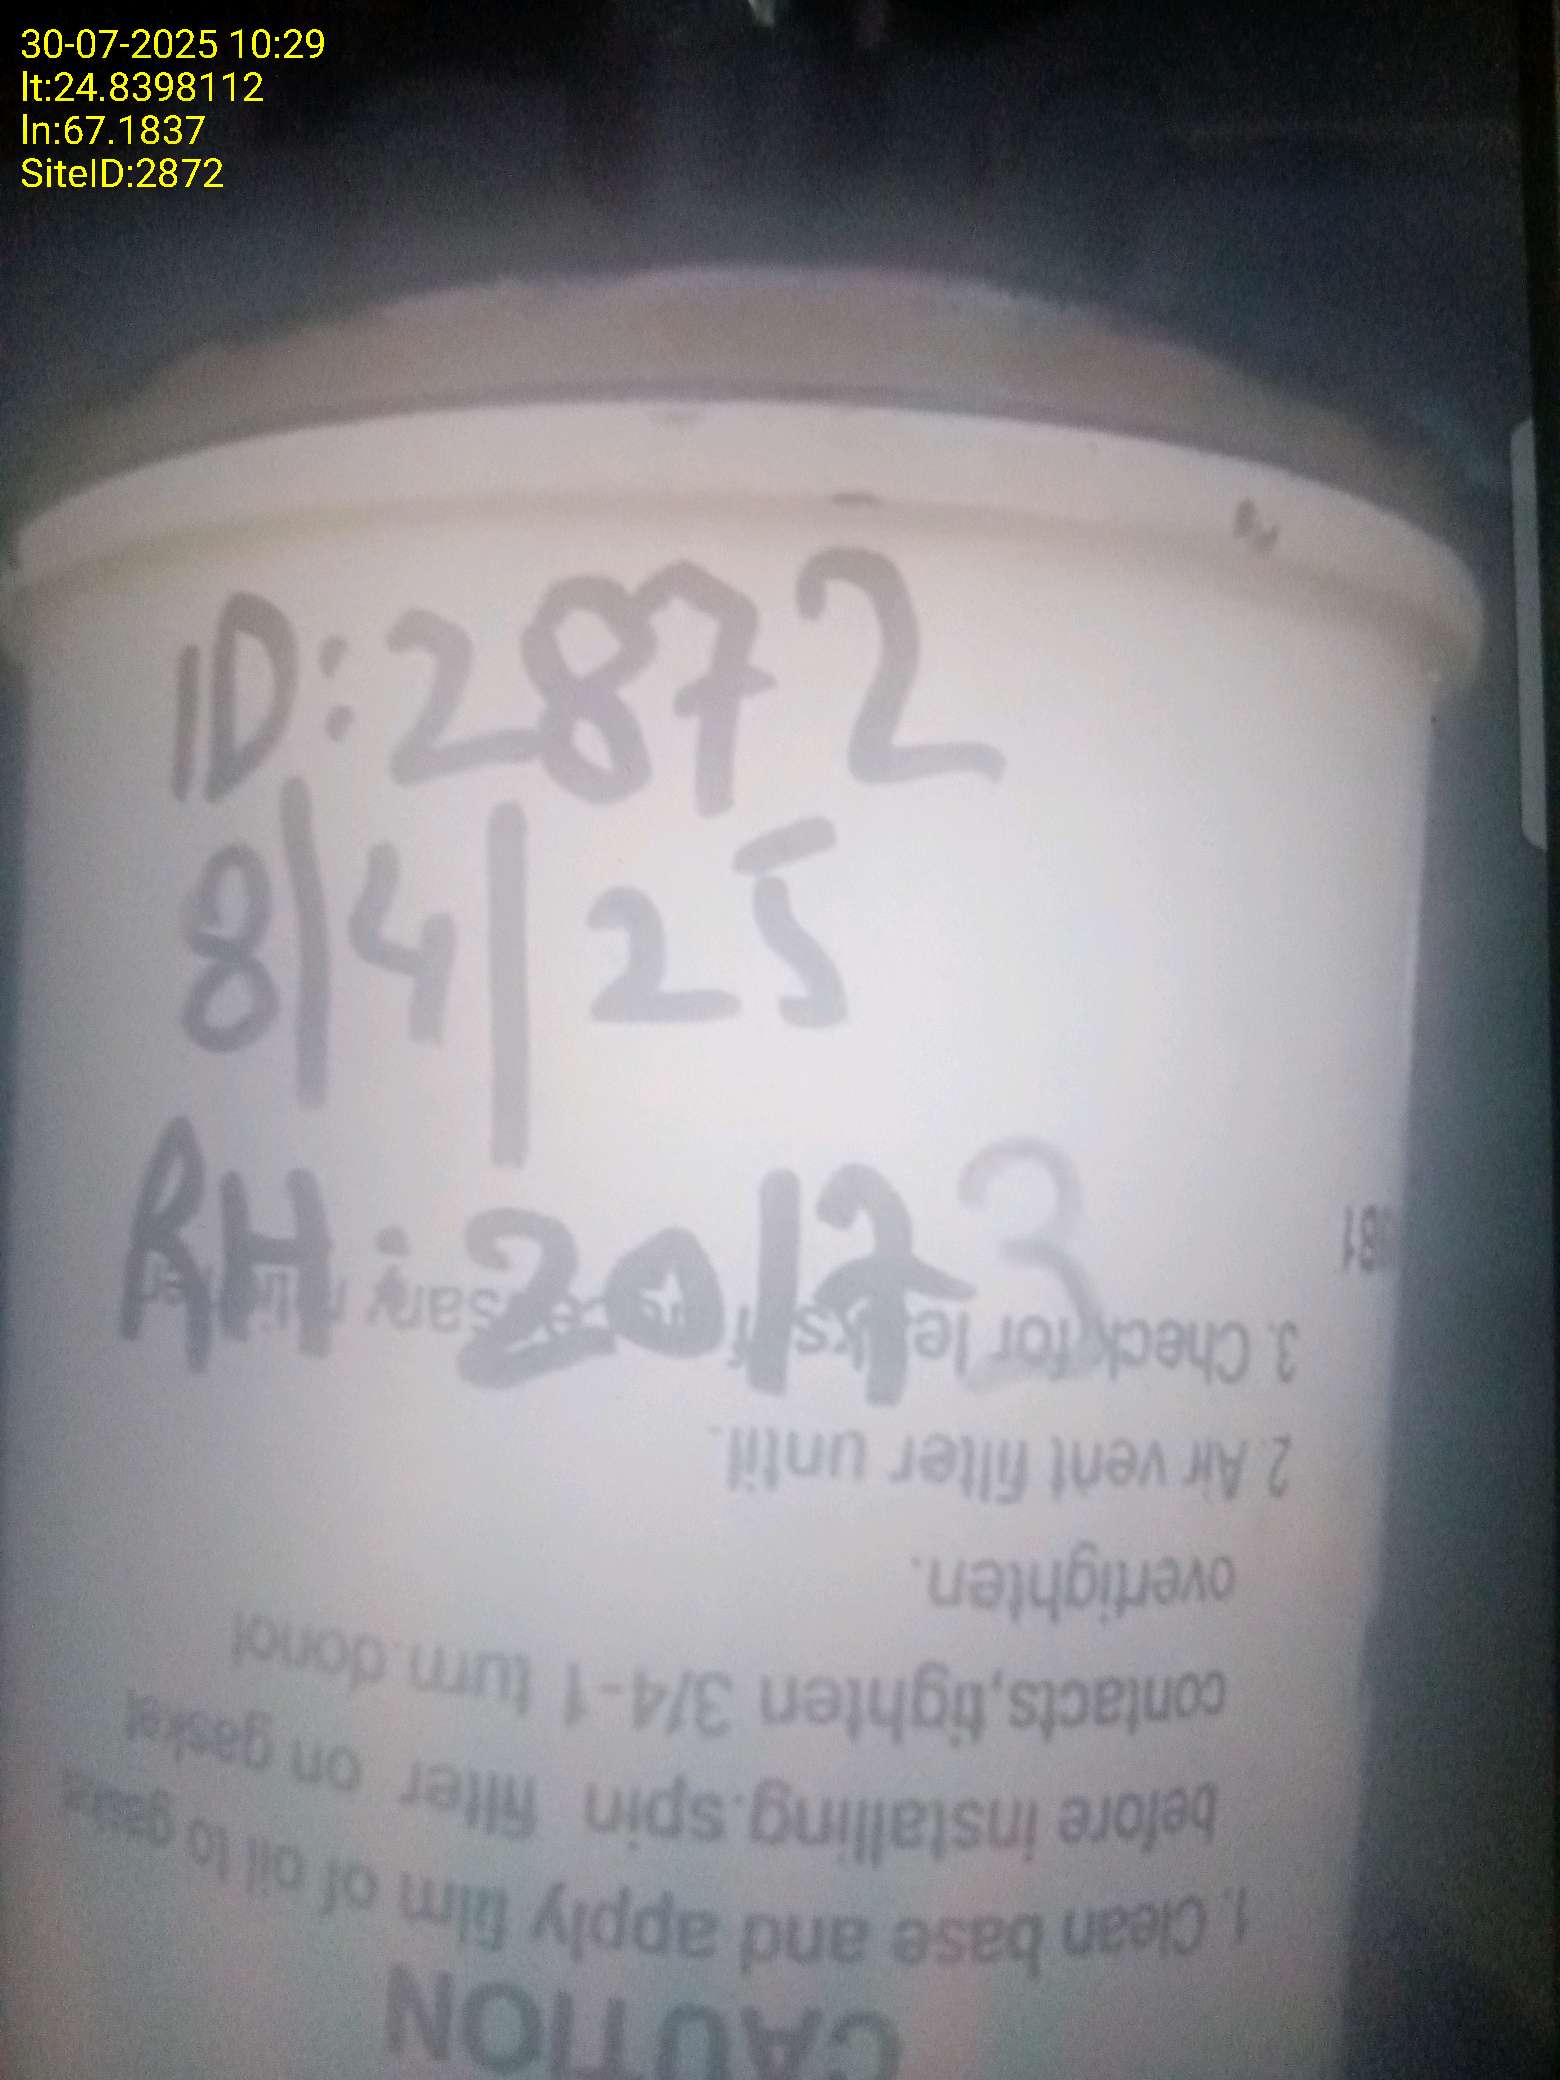 30-07-2025 10:29
lt:24.8398112
ln:67.1837
SiteID:2872
ID:2872
8/4/25
RH:20173
CAUTION
1. Clean base and apply film of oil to
before installing.spin filter on gasket
contacts,tighten 3/4-1 turn.donot
overtighten.
2. Air vent filter until.
3. Check for leaks